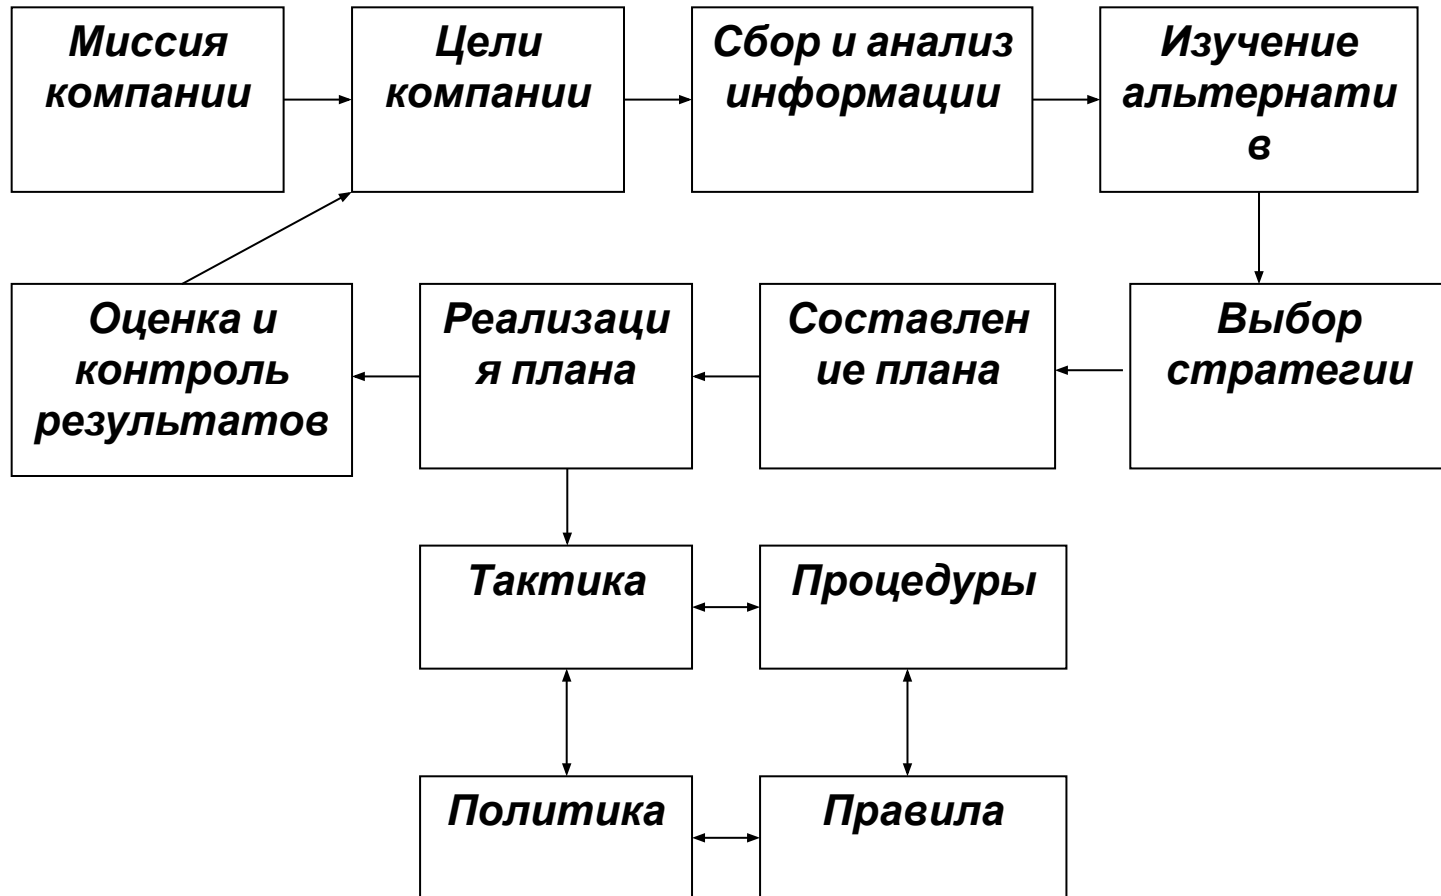 Миссия
компании
Цели
компании
Сбор и анализ
информации
Изучение
альтернати
в
Оценка и
контроль
результатов
Реализаци
я плана
Составлен
ие плана
Выбор
стратегии
Тактика
Процедуры
Политика
Правила